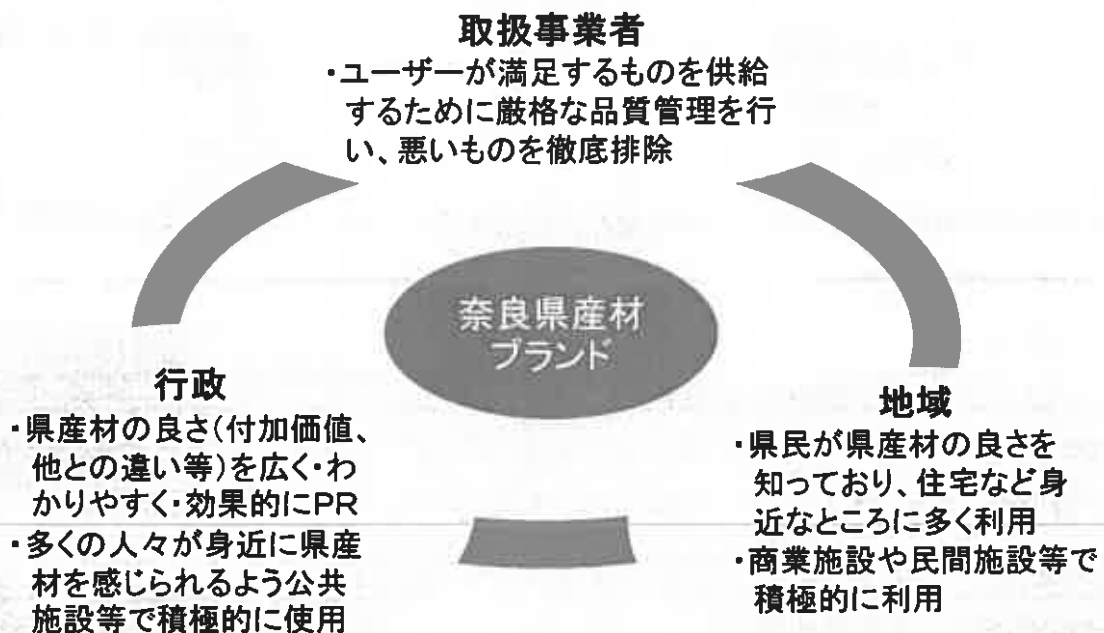 取扱事業者
・ユーザーが満足するものを供給
するために厳格な品質管理を行
い、悪いものを徹底排除
奈良県産材
ブランド
行政
・県産材の良さ(付加価値、
他との違い等)を広く・わ
かりやすく・効果的にPR
・多くの人々が身近に県産
材を感じられるよう公共
施設等で積極的に使用
地域
・県民が県産材の良さを
知っており、住宅など身
近なところに多く利用
・商業施設や民間施設等で
積極的に利用